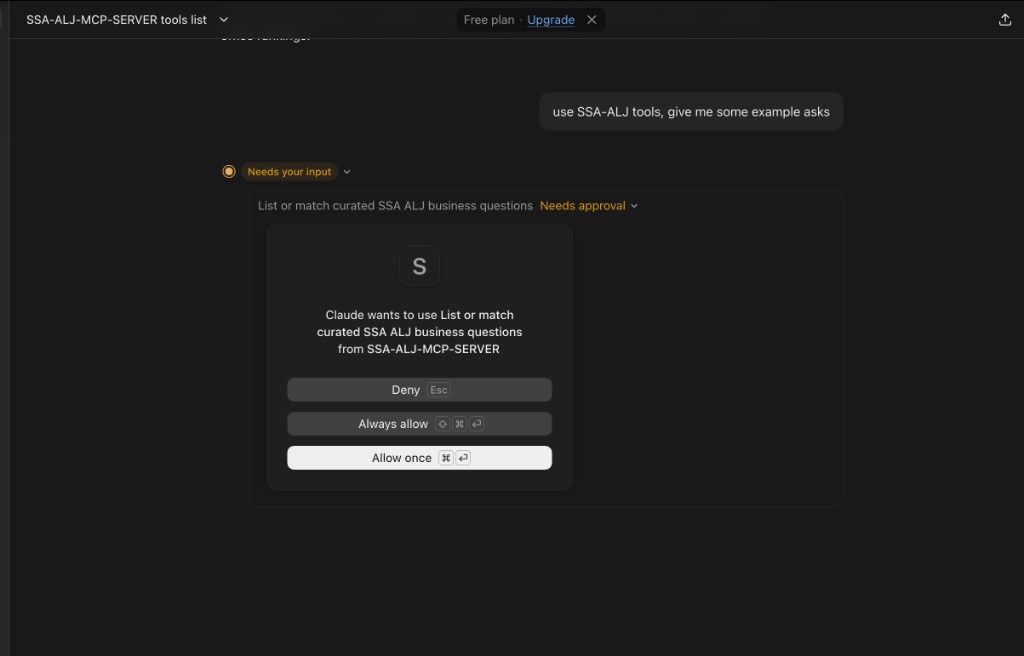 SSA-ALJ-MCP-SERVER tools list
Free plan · Upgrade
use SSA-ALJ tools, give me some example asks
Needs your input
List or match curated SSA ALJ business questions Needs approval
S
Claude wants to use List or match
curated SSA ALJ business questions
from SSA-ALJ-MCP-SERVER
Deny Esc
Always allow ⇧ ⌘ ⏎
Allow once ⌘ ⏎